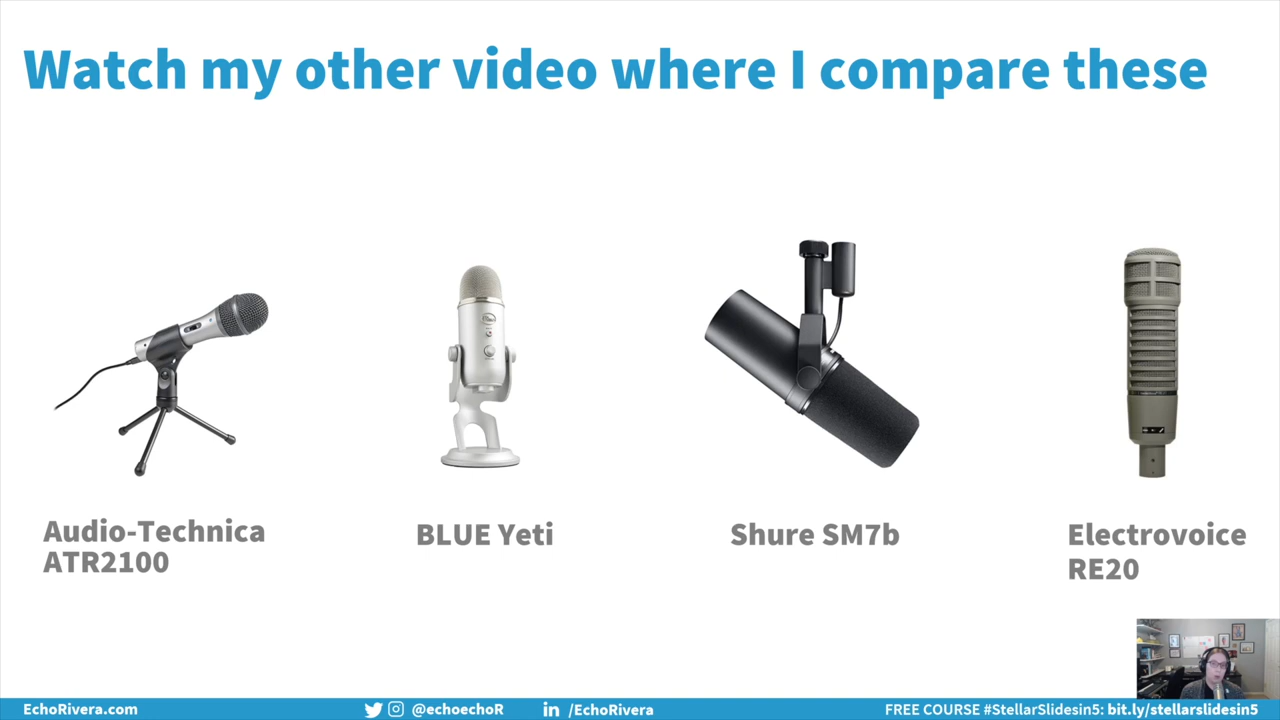 Watch my other video where I compare these
Audio-Technica
ATR2100
BLUE Yeti
Shure SM7b
Electrovoice
RE20
EchoRivera.com
@echoechoR
/EchoRivera
FREE COURSE #StellarSlidesin5: bit.ly/stellarslidesin5